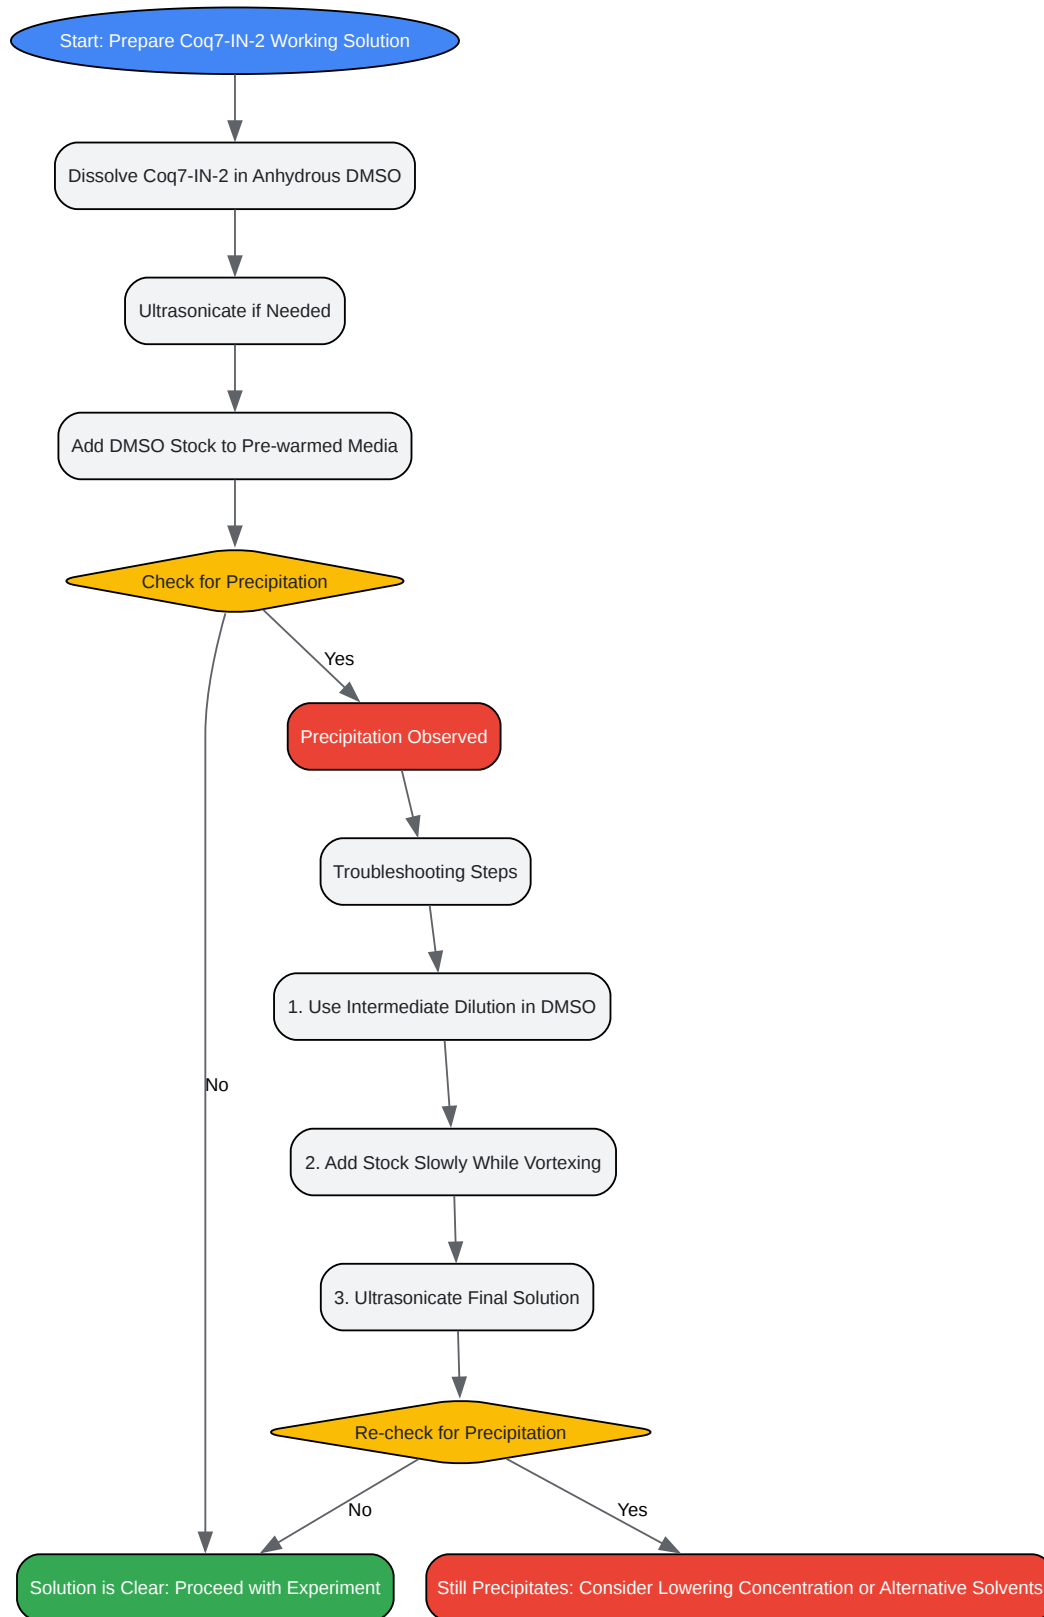 Start: Prepare Coq7-IN-2 Working Solution
Dissolve Coq7-IN-2 in Anhydrous DMSO
Ultrasonicate if Needed
Add DMSO Stock to Pre-warmed Media
Check for Precipitation
Yes
Precipitation Observed
Troubleshooting Steps
1. Use Intermediate Dilution in DMSO
No
2. Add Stock Slowly While Vortexing
3. Ultrasonicate Final Solution
Re-check for Precipitation
No
Yes
Solution is Clear: Proceed with Experiment
Still Precipitates: Consider Lowering Concentration or Alternative Solvents